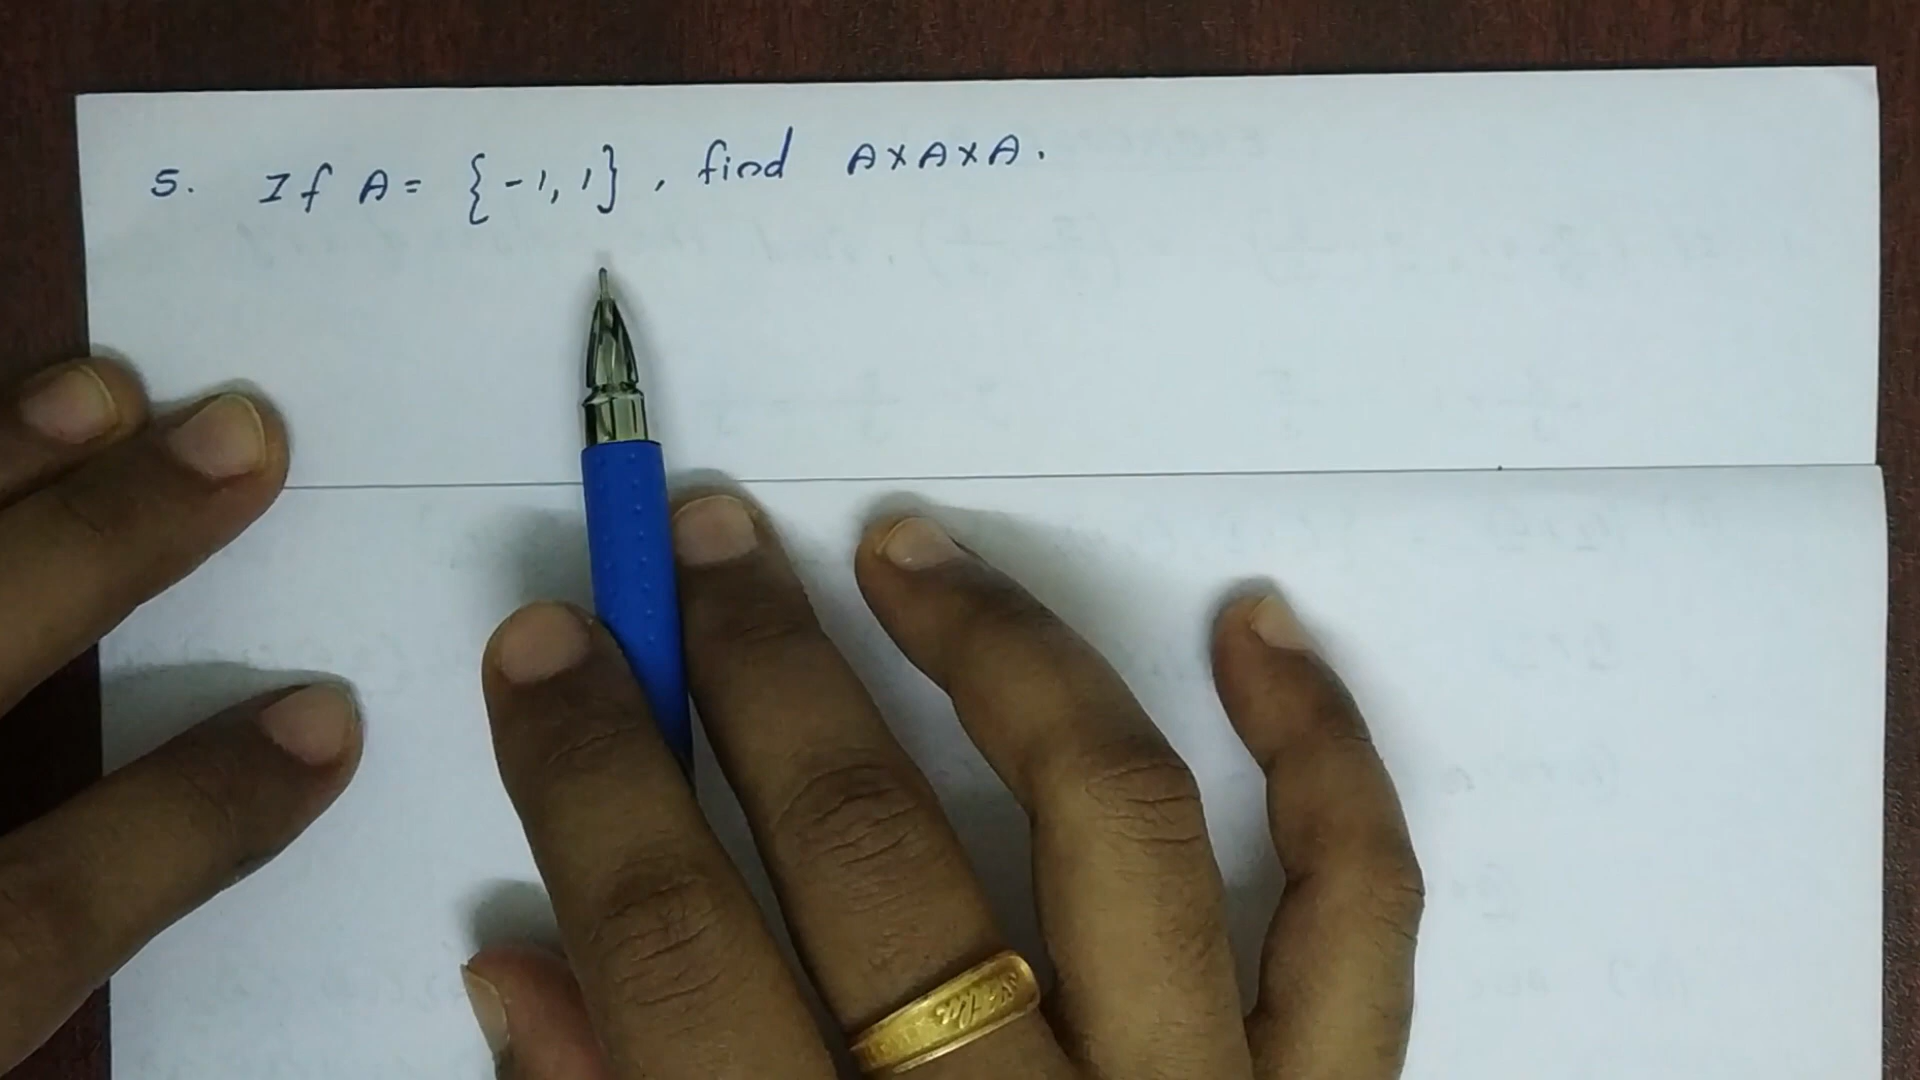 5. If A = {-1, 1}, find A×A×A.